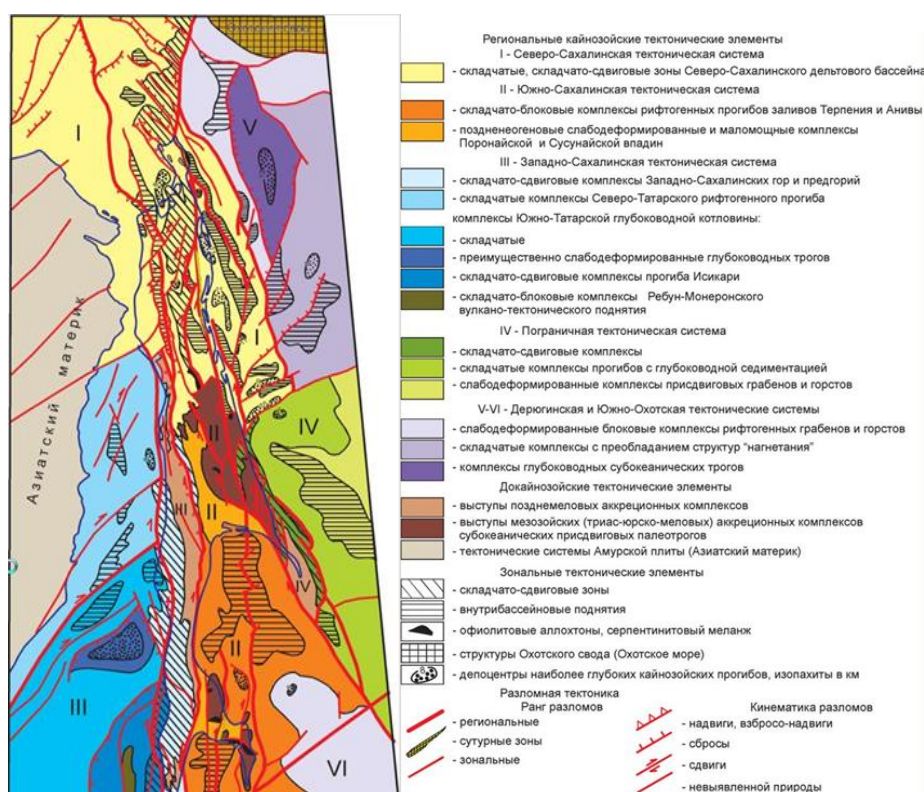 Региональные кайнозойские тектонические элементы
I - Северо-Сахалинская тектоническая система
- складчатые, складчато-сдвиговые зоны Северо-Сахалинского дельтового бассейна
II - Южно-Сахалинская тектоническая система
- складчато-блоковые комплексы рифтогенных прогибов заливов Терпения и Анивы
- поздненеогеновые слабодеформированные и маломощные комплексы
Поронайской и Сусунайской впадин
III - Западно-Сахалинская тектоническая система
- складчато-сдвиговые комплексы Западно-Сахалинских гор и предгорий
- складчатые комплексы Северо-Татарского рифтогенного прогиба
комплексы Южно-Татарской глубоководной котловины:
- складчатые
- преимущественно слабодеформированные глубоководных трогов
- складчато-сдвиговые комплексы прогиба Исикари
- складчато-блоковые комплексы Ребун-Монеронского
вулкано-тектонического поднятия
IV - Пограничная тектоническая система
- складчато-сдвиговые комплексы
- складчатые комплексы прогибов с глубоководной седиментацией
- слабодеформированные комплексы присдвиговых грабенов и горстов
V-VI - Дерюгинская и Южно-Охотская тектонические системы
- слабодеформированные блоковые комплексы рифтогенных грабенов и горстов
- складчатые комплексы с преобладанием структур "нагнетания"
- комплексы глубоководных субокеанических трогов
Докайнозойские тектонические элементы
- выступы позднемеловых аккреционных комплексов
- выступы мезозойских (триас-юрско-меловых) аккреционных комплексов
субокеанических присдвиговых палеотрогов
- тектонические системы Амурской плиты (Азиатский материк)
Зональные тектонические элементы
- складчато-сдвиговые зоны
- внутрибассейновые поднятия
- офиолитовые аллохтоны, серпентинитовый меланж
- структуры Охотского свода (Охотское море)
- депоцентры наиболее глубоких кайнозойских прогибов, изопахиты в км
Разломная тектоника
Ранг разломов
- региональные
- сутурные зоны
- зональные
Кинематика разломов
- надвиги, взбросо-надвиги
- сбросы
- сдвиги
- невыявленной природы
Азиатский материк
I
V
I
II
IV
II
III
IV
II
III
VI